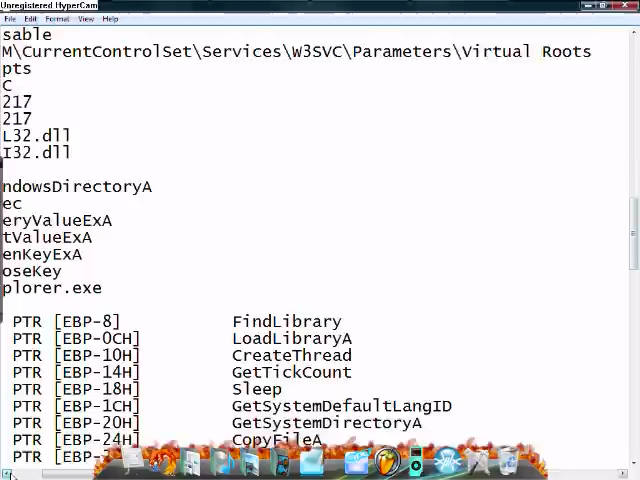 Unregistered HyperCam
File Edit Format View Help
sable
M\CurrentControlSet\Services\W3SVC\Parameters\Virtual Roots
pts
C
217
217
L32.dll
I32.dll
ndowsDirectoryA
ec
eryValueExA
tValueExA
enKeyExA
oseKey
plorer.exe
PTR [EBP-8] FindLibrary
PTR [EBP-0CH] LoadLibraryA
PTR [EBP-10H] CreateThread
PTR [EBP-14H] GetTickCount
PTR [EBP-18H] Sleep
PTR [EBP-1CH] GetSystemDefaultLangID
PTR [EBP-20H] GetSystemDirectoryA
PTR [EBP-24H] CopyFileA
PTR